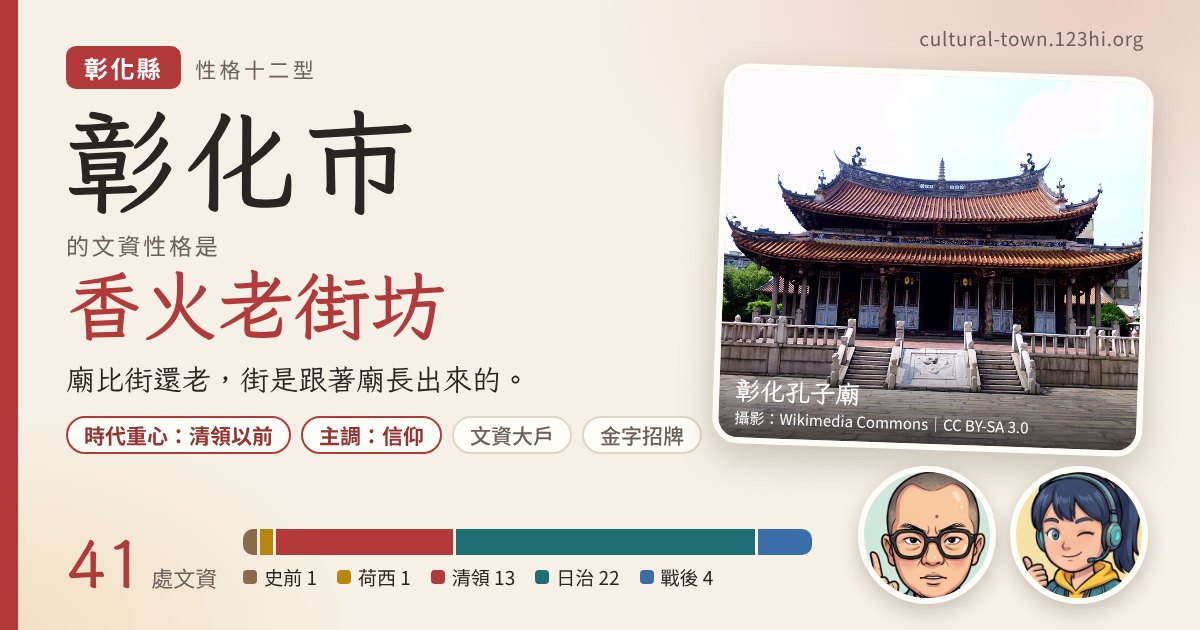 cultural-town.123hi.org
彰化縣 性格十二型
彰化市
的文資性格是
香火老街坊
廟比街還老，街是跟著廟長出來的。
時代重心：清領以前 主調：信仰 文資大戶 金字招牌
彰化孔子廟
攝影：Wikimedia Commons｜CC BY-SA 3.0
41 處文資
史前 1 荷西 1 清領 13 日治 22 戰後 4